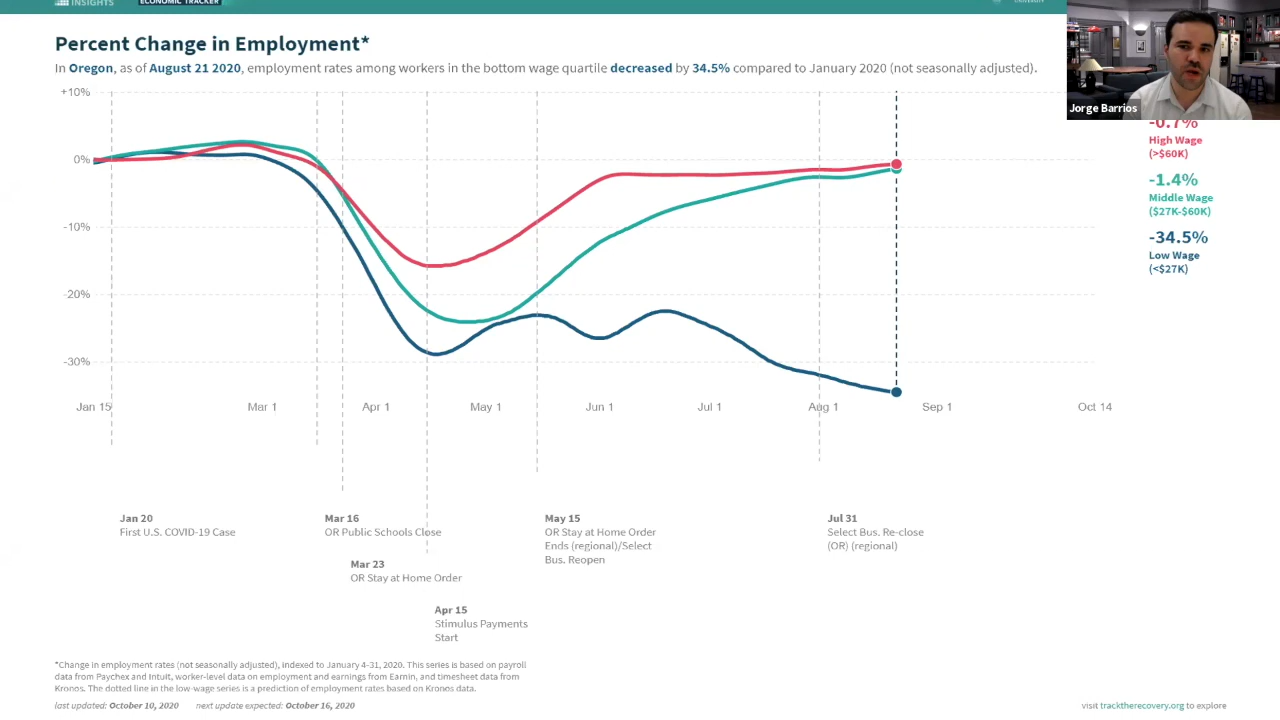 INSIGHTS
ECONOMIC TRACKER
Percent Change in Employment*
In Oregon, as of August 21 2020, employment rates among workers in the bottom wage quartile decreased by 34.5% compared to January 2020 (not seasonally adjusted).
Jorge Barrios
+10%
0%
-10%
-20%
-30%
-0.7%
High Wage
(>$60K)
-1.4%
Middle Wage
($27K-$60K)
-34.5%
Low Wage
(<$27K)
Jan 15
Mar 1
Apr 1
May 1
Jun 1
Jul 1
Aug 1
Sep 1
Oct 14
Jan 20
First U.S. COVID-19 Case
Mar 16
OR Public Schools Close
Mar 23
OR Stay at Home Order
Apr 15
Stimulus Payments
Start
May 15
OR Stay at Home Order
Ends (regional)/Select
Bus. Reopen
Jul 31
Select Bus. Re-close
(OR) (regional)
*Change in employment rates (not seasonally adjusted), indexed to January 4-31, 2020. This series is based on payroll
data from Paychex and Intuit, worker-level data on employment and earnings from Earnin, and timesheet data from
Kronos. The dotted line in the low-wage series is a prediction of employment rates based on Kronos data.
last updated: October 10, 2020 next update expected: October 16, 2020
visit tracktherecovery.org to explore